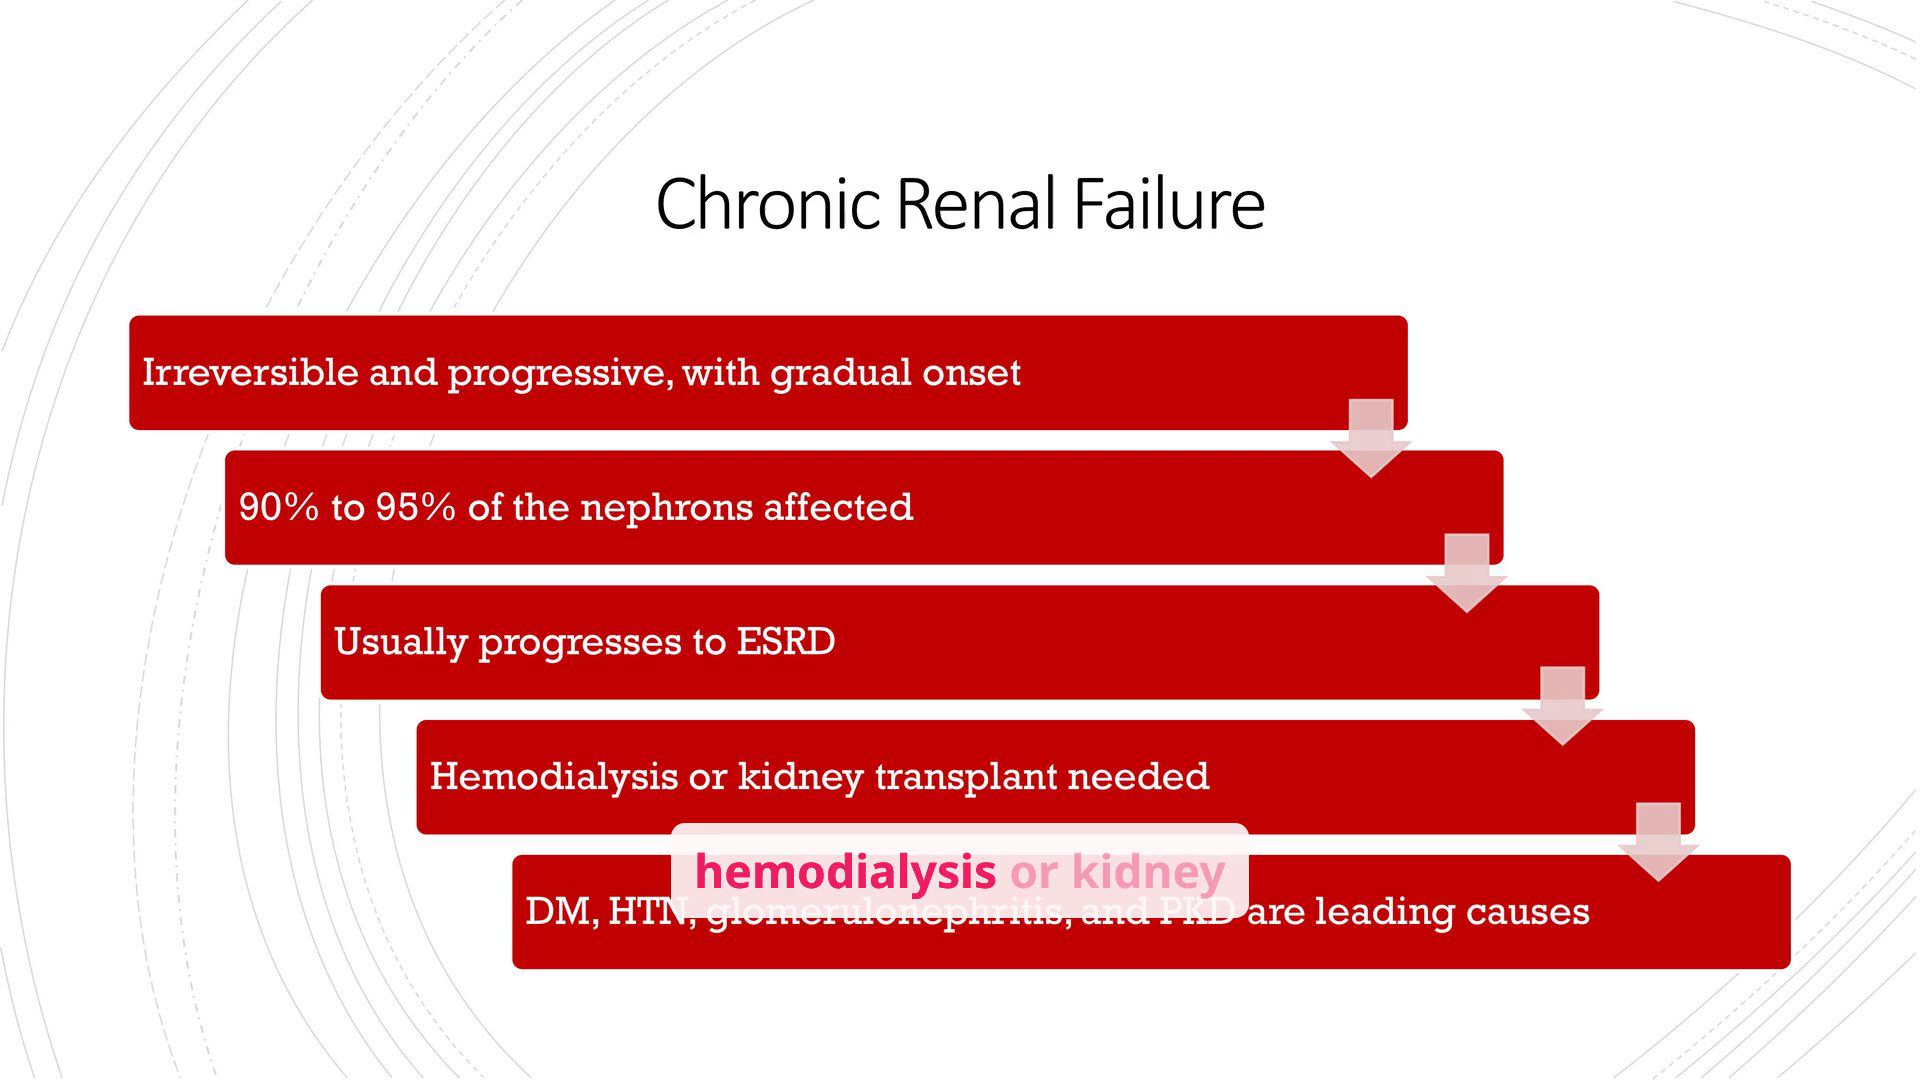 Chronic Renal Failure
Irreversible and progressive, with gradual onset
90% to 95% of the nephrons affected
Usually progresses to ESRD
Hemodialysis or kidney transplant needed
hemodialysis or kidney
DM, HTN, glomerulonephritis, and PKD are leading causes